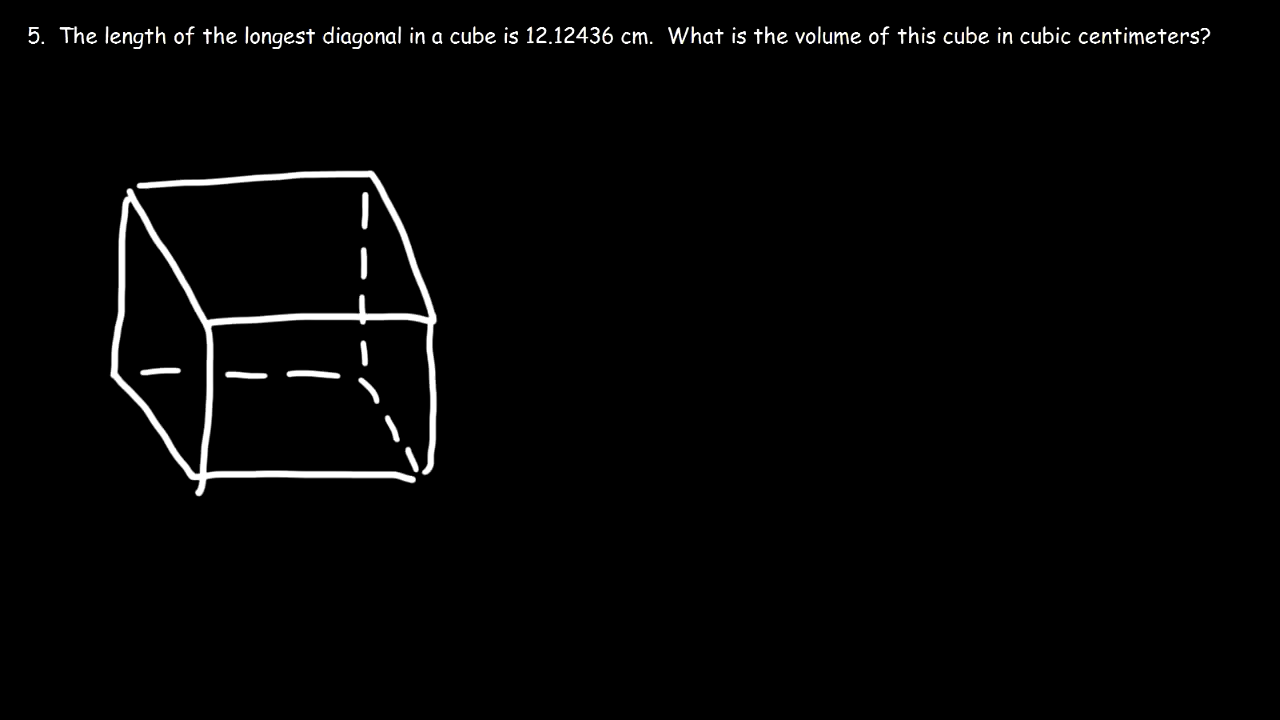 5. The length of the longest diagonal in a cube is 12.12436 cm. What is the volume of this cube in cubic centimeters?